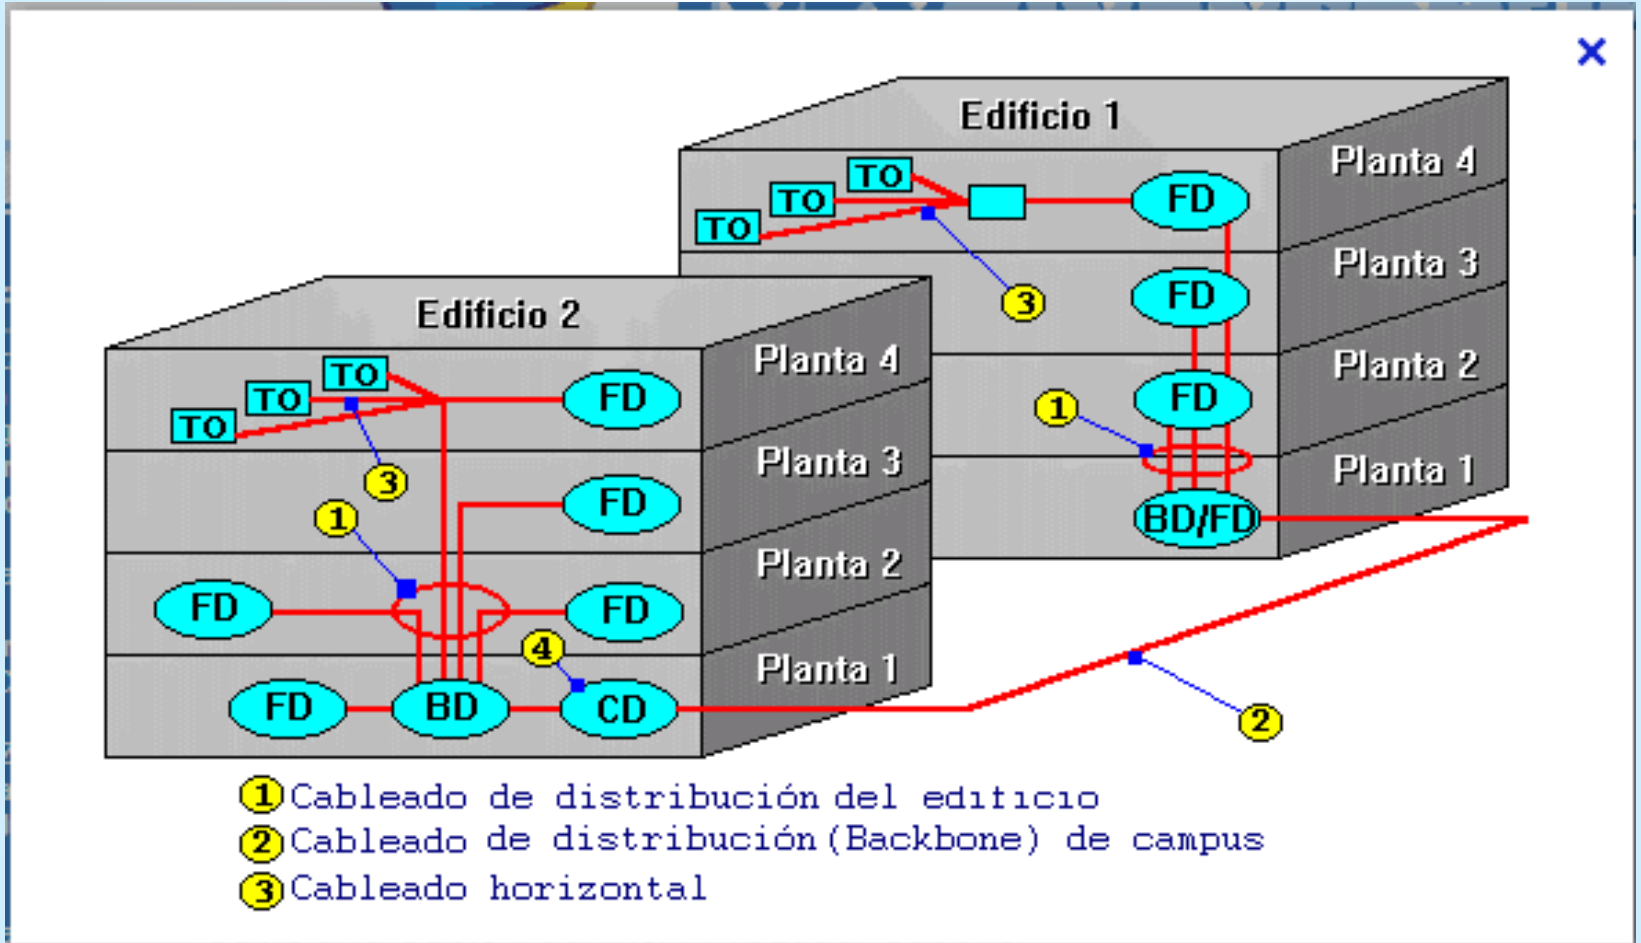 Edificio 1
Planta 4
TO
TO
TO
FD
Planta 3
FD
3
Planta 2
FD
1
Planta 1
BD/FD
Edificio 2
Planta 4
TO
TO
TO
FD
Planta 3
3
FD
1
Planta 2
FD
FD
4
Planta 1
FD
BD
CD
2
1 Cableado de distribución del edificio
2 Cableado de distribución (Backbone) de campus
3 Cableado horizontal